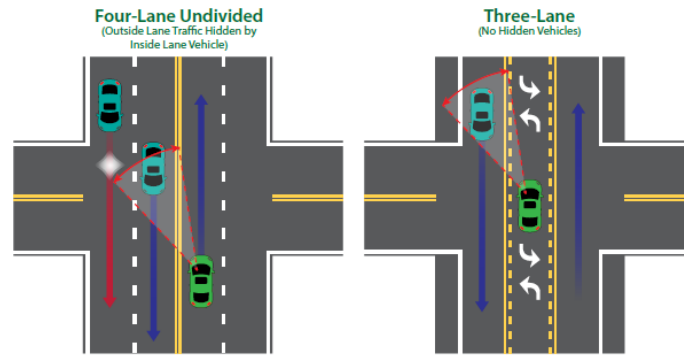 Four-Lane Undivided
(Outside Lane Traffic Hidden by
Inside Lane Vehicle)
Three-Lane
(No Hidden Vehicles)